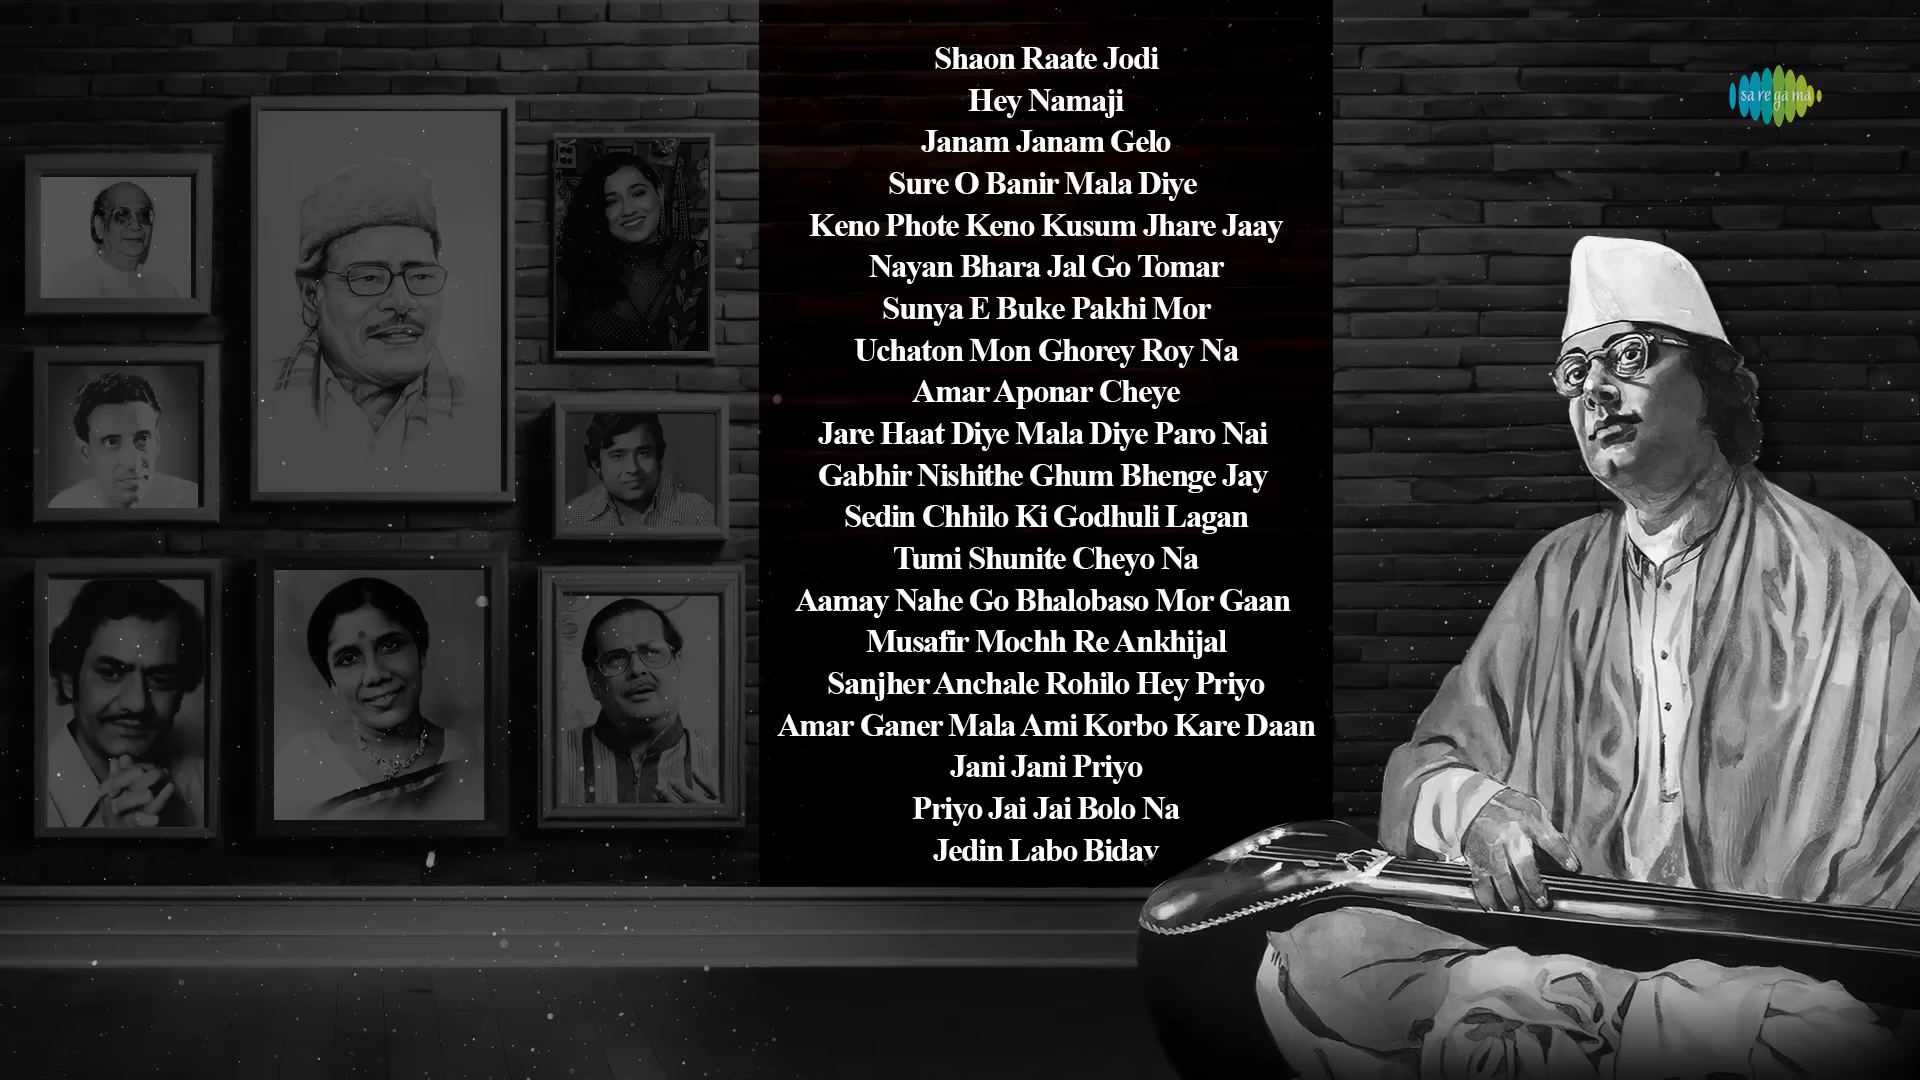 Shaon Raate Jodi
Hey Namaji
Janam Janam Gelo
Sure O Banir Mala Diye
Keno Phote Keno Kusum Jhare Jaay
Nayan Bhara Jal Go Tomar
Sunya E Buke Pakhi Mor
Uchaton Mon Ghorey Roy Na
Amar Aponar Cheye
Jare Haat Diye Mala Diye Paro Nai
Gabhir Nishithe Ghum Bhenge Jay
Sedin Chhilo Ki Godhuli Lagan
Tumi Shunite Cheyo Na
Aamay Nahe Go Bhalobaso Mor Gaan
Musafir Mochh Re Ankhijal
Sanjher Anchale Rohilo Hey Priyo
Amar Ganer Mala Ami Korbo Kare Daan
Jani Jani Priyo
Priyo Jai Jai Bolo Na
Jedin Labo Biday
sa re ga ma